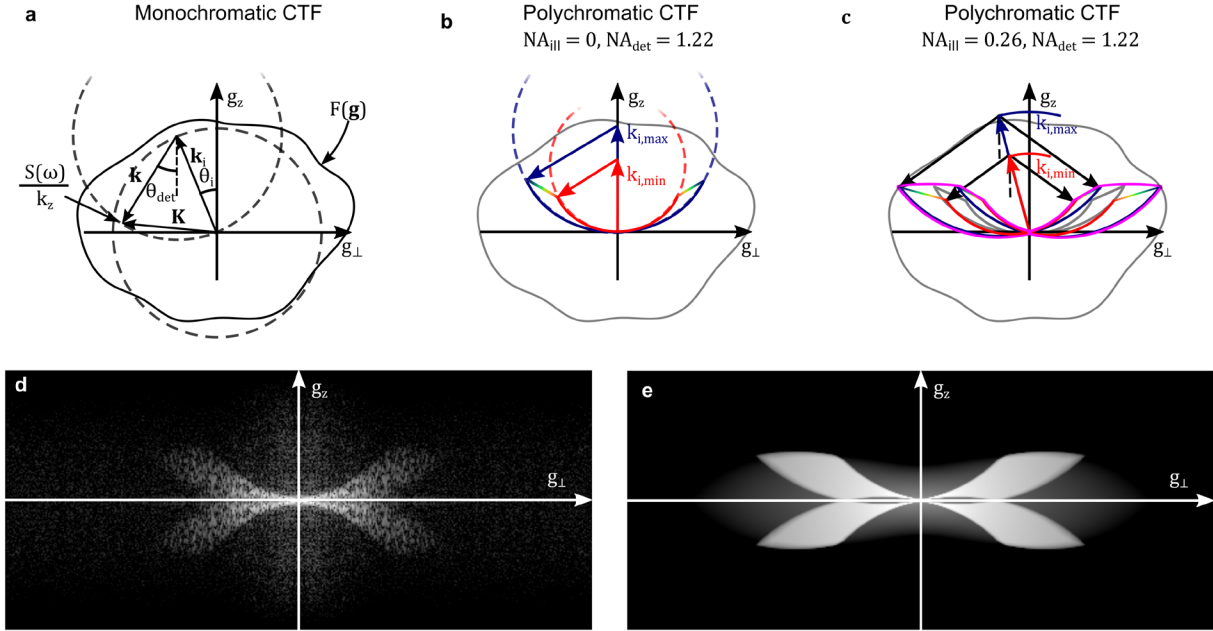 a
Monochromatic CTF
g_z
F(g)
k_i
k
θ_i
θ_det
S(ω)
k_z
K
g_⊥
b
Polychromatic CTF
NA_ill = 0, NA_det = 1.22
g_z
k_i,max
k_i,min
g_⊥
c
Polychromatic CTF
NA_ill = 0.26, NA_det = 1.22
g_z
k_i,max
k_i,min
g_⊥
d
g_z
g_⊥
e
g_z
g_⊥